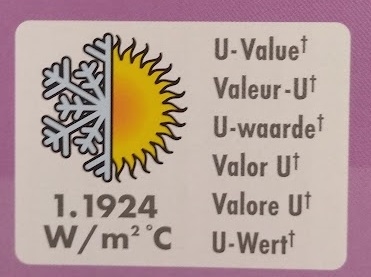 U-Value†
Valeur-U†
U-waarde†
Valor U†
Valore U†
U-Wert†
1.1924
W/m² °C